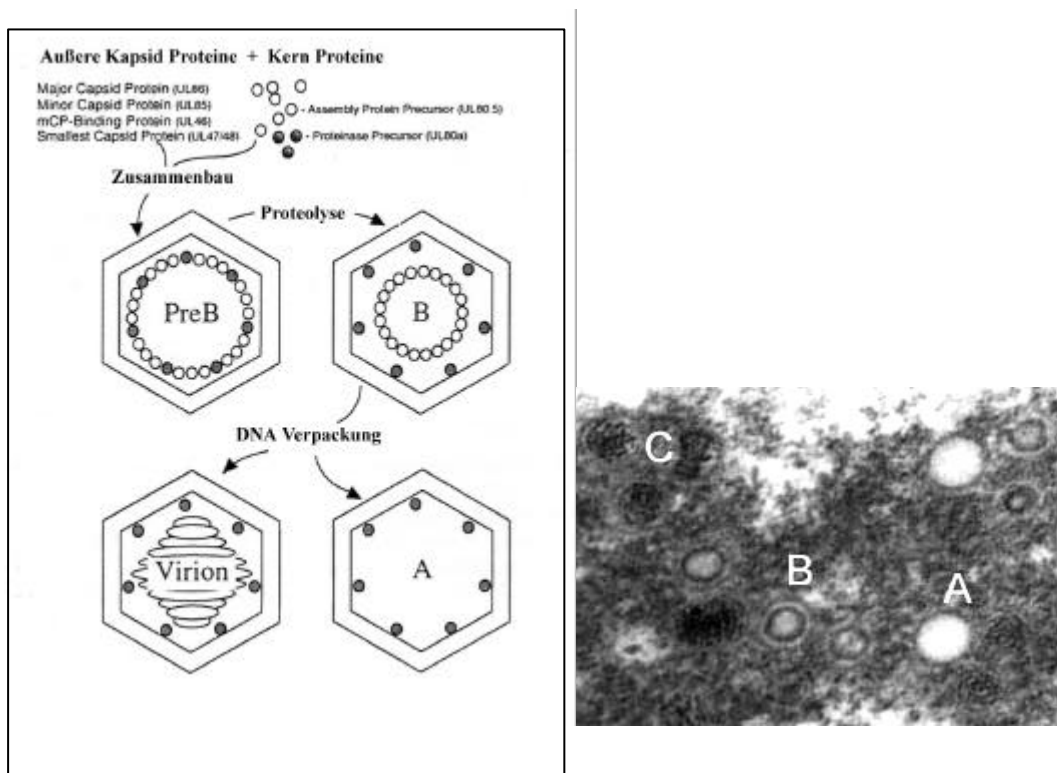 Außere Kapsid Proteine + Kern Proteine
Major Capsid Protein (UL86)
Minor Capsid Protein (UL85)
mCP-Binding Protein (UL46)
Smallest Capsid Protein (UL47/48)
- Assembly Protein Precursor (UL80.5)
- Proteinase Precursor (UL80a)
Zusammenbau
Proteolyse
PreB
B
DNA Verpackung
Virion
A
C
B
A